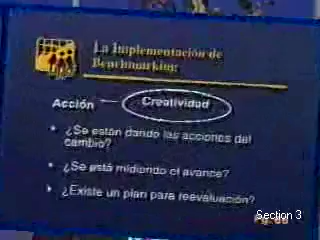 La Implementación de
Benchmarking
Acción — Creatividad
• ¿Se están dando las acciones del
cambio?
• ¿Se está midiendo el avance?
• ¿Existe un plan para reevaluación?
Section 3